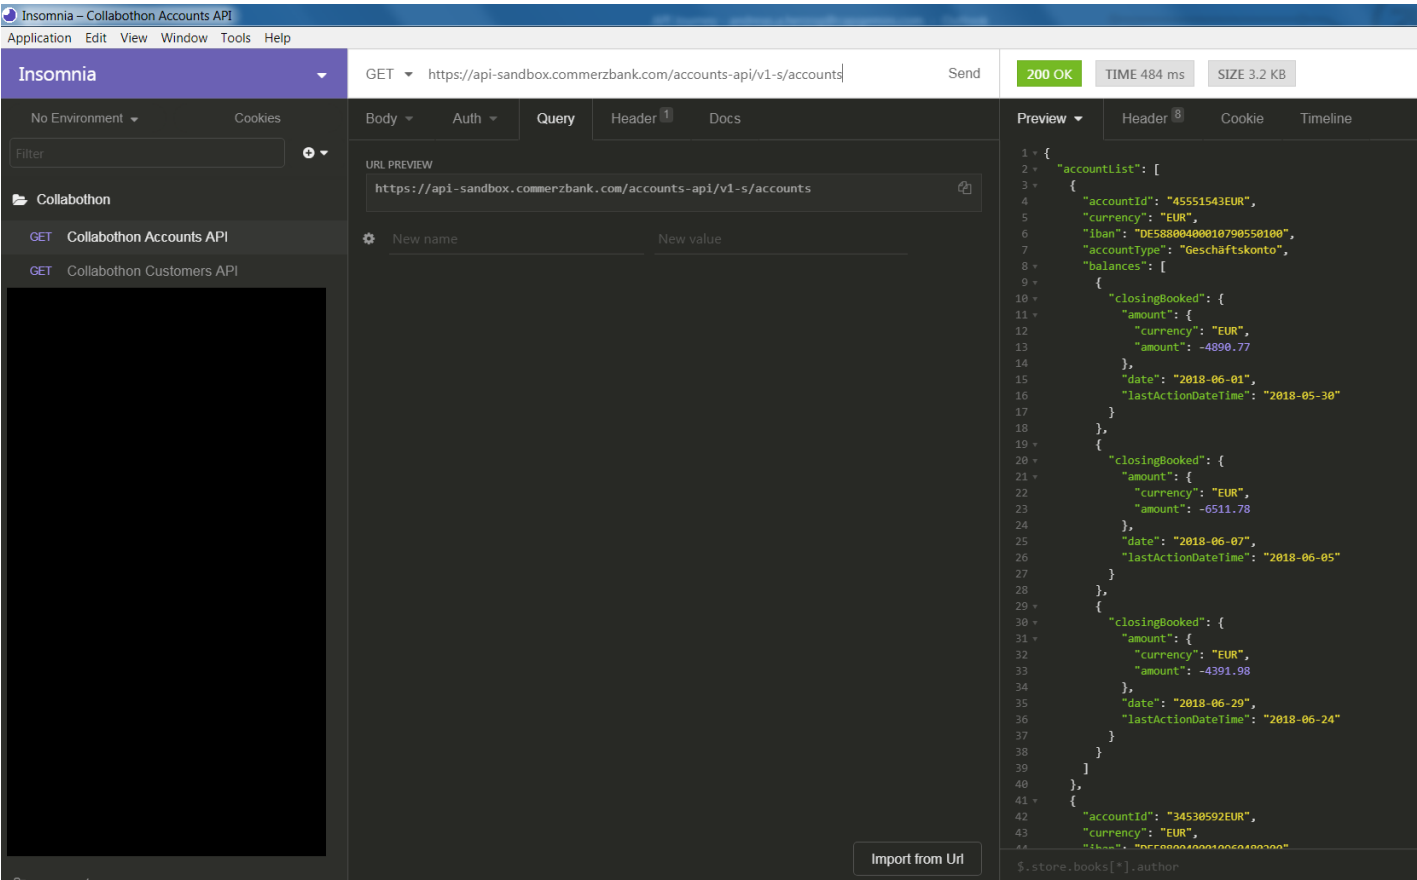 Insomnia – Collabothon Accounts API
Application Edit View Window Tools Help
Insomnia
GET https://api-sandbox.commerzbank.com/accounts-api/v1-s/accounts Send
200 OK TIME 484 ms SIZE 3.2 KB
No Environment Cookies
Body Auth Query Header 1 Docs
Preview Header 8 Cookie Timeline
Filter
Collabothon
GET Collabothon Accounts API
GET Collabothon Customers API
URL PREVIEW
https://api-sandbox.commerzbank.com/accounts-api/v1-s/accounts
New name New value
Import from Url
1 {
2 "accountList": [
3 {
4 "accountId": "45551543EUR",
5 "currency": "EUR",
6 "iban": "DE58800400010790550100",
7 "accountType": "Geschäftskonto",
8 "balances": [
9 {
10 "closingBooked": {
11 "amount": {
12 "currency": "EUR",
13 "amount": -4890.77
14 },
15 "date": "2018-06-01",
16 "lastActionDateTime": "2018-05-30"
17 }
18 },
19 {
20 "closingBooked": {
21 "amount": {
22 "currency": "EUR",
23 "amount": -6511.78
24 },
25 "date": "2018-06-07",
26 "lastActionDateTime": "2018-06-05"
27 }
28 },
29 {
30 "closingBooked": {
31 "amount": {
32 "currency": "EUR",
33 "amount": -4391.98
34 },
35 "date": "2018-06-29",
36 "lastActionDateTime": "2018-06-24"
37 }
38 }
39 ]
40 },
41 {
42 "accountId": "34530592EUR",
43 "currency": "EUR",
44 "iban":
$.store.books[*].author